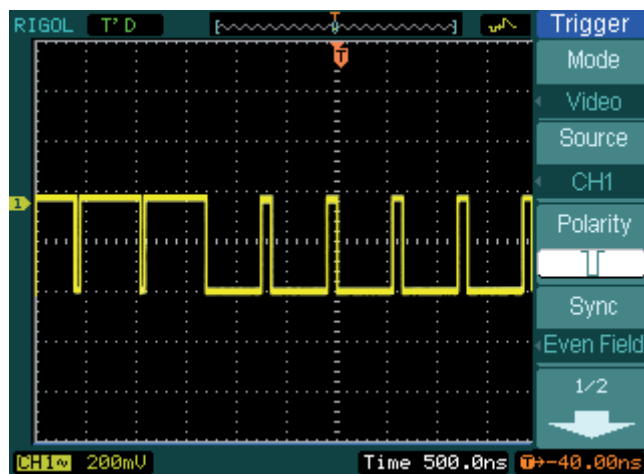 RIGOL T'D
T
Trigger
Mode
Video
Source
CH1
Polarity
Sync
Even Field
1/2
T
1
CH1~ 200mV Time 500.0ns T→-40.00ns